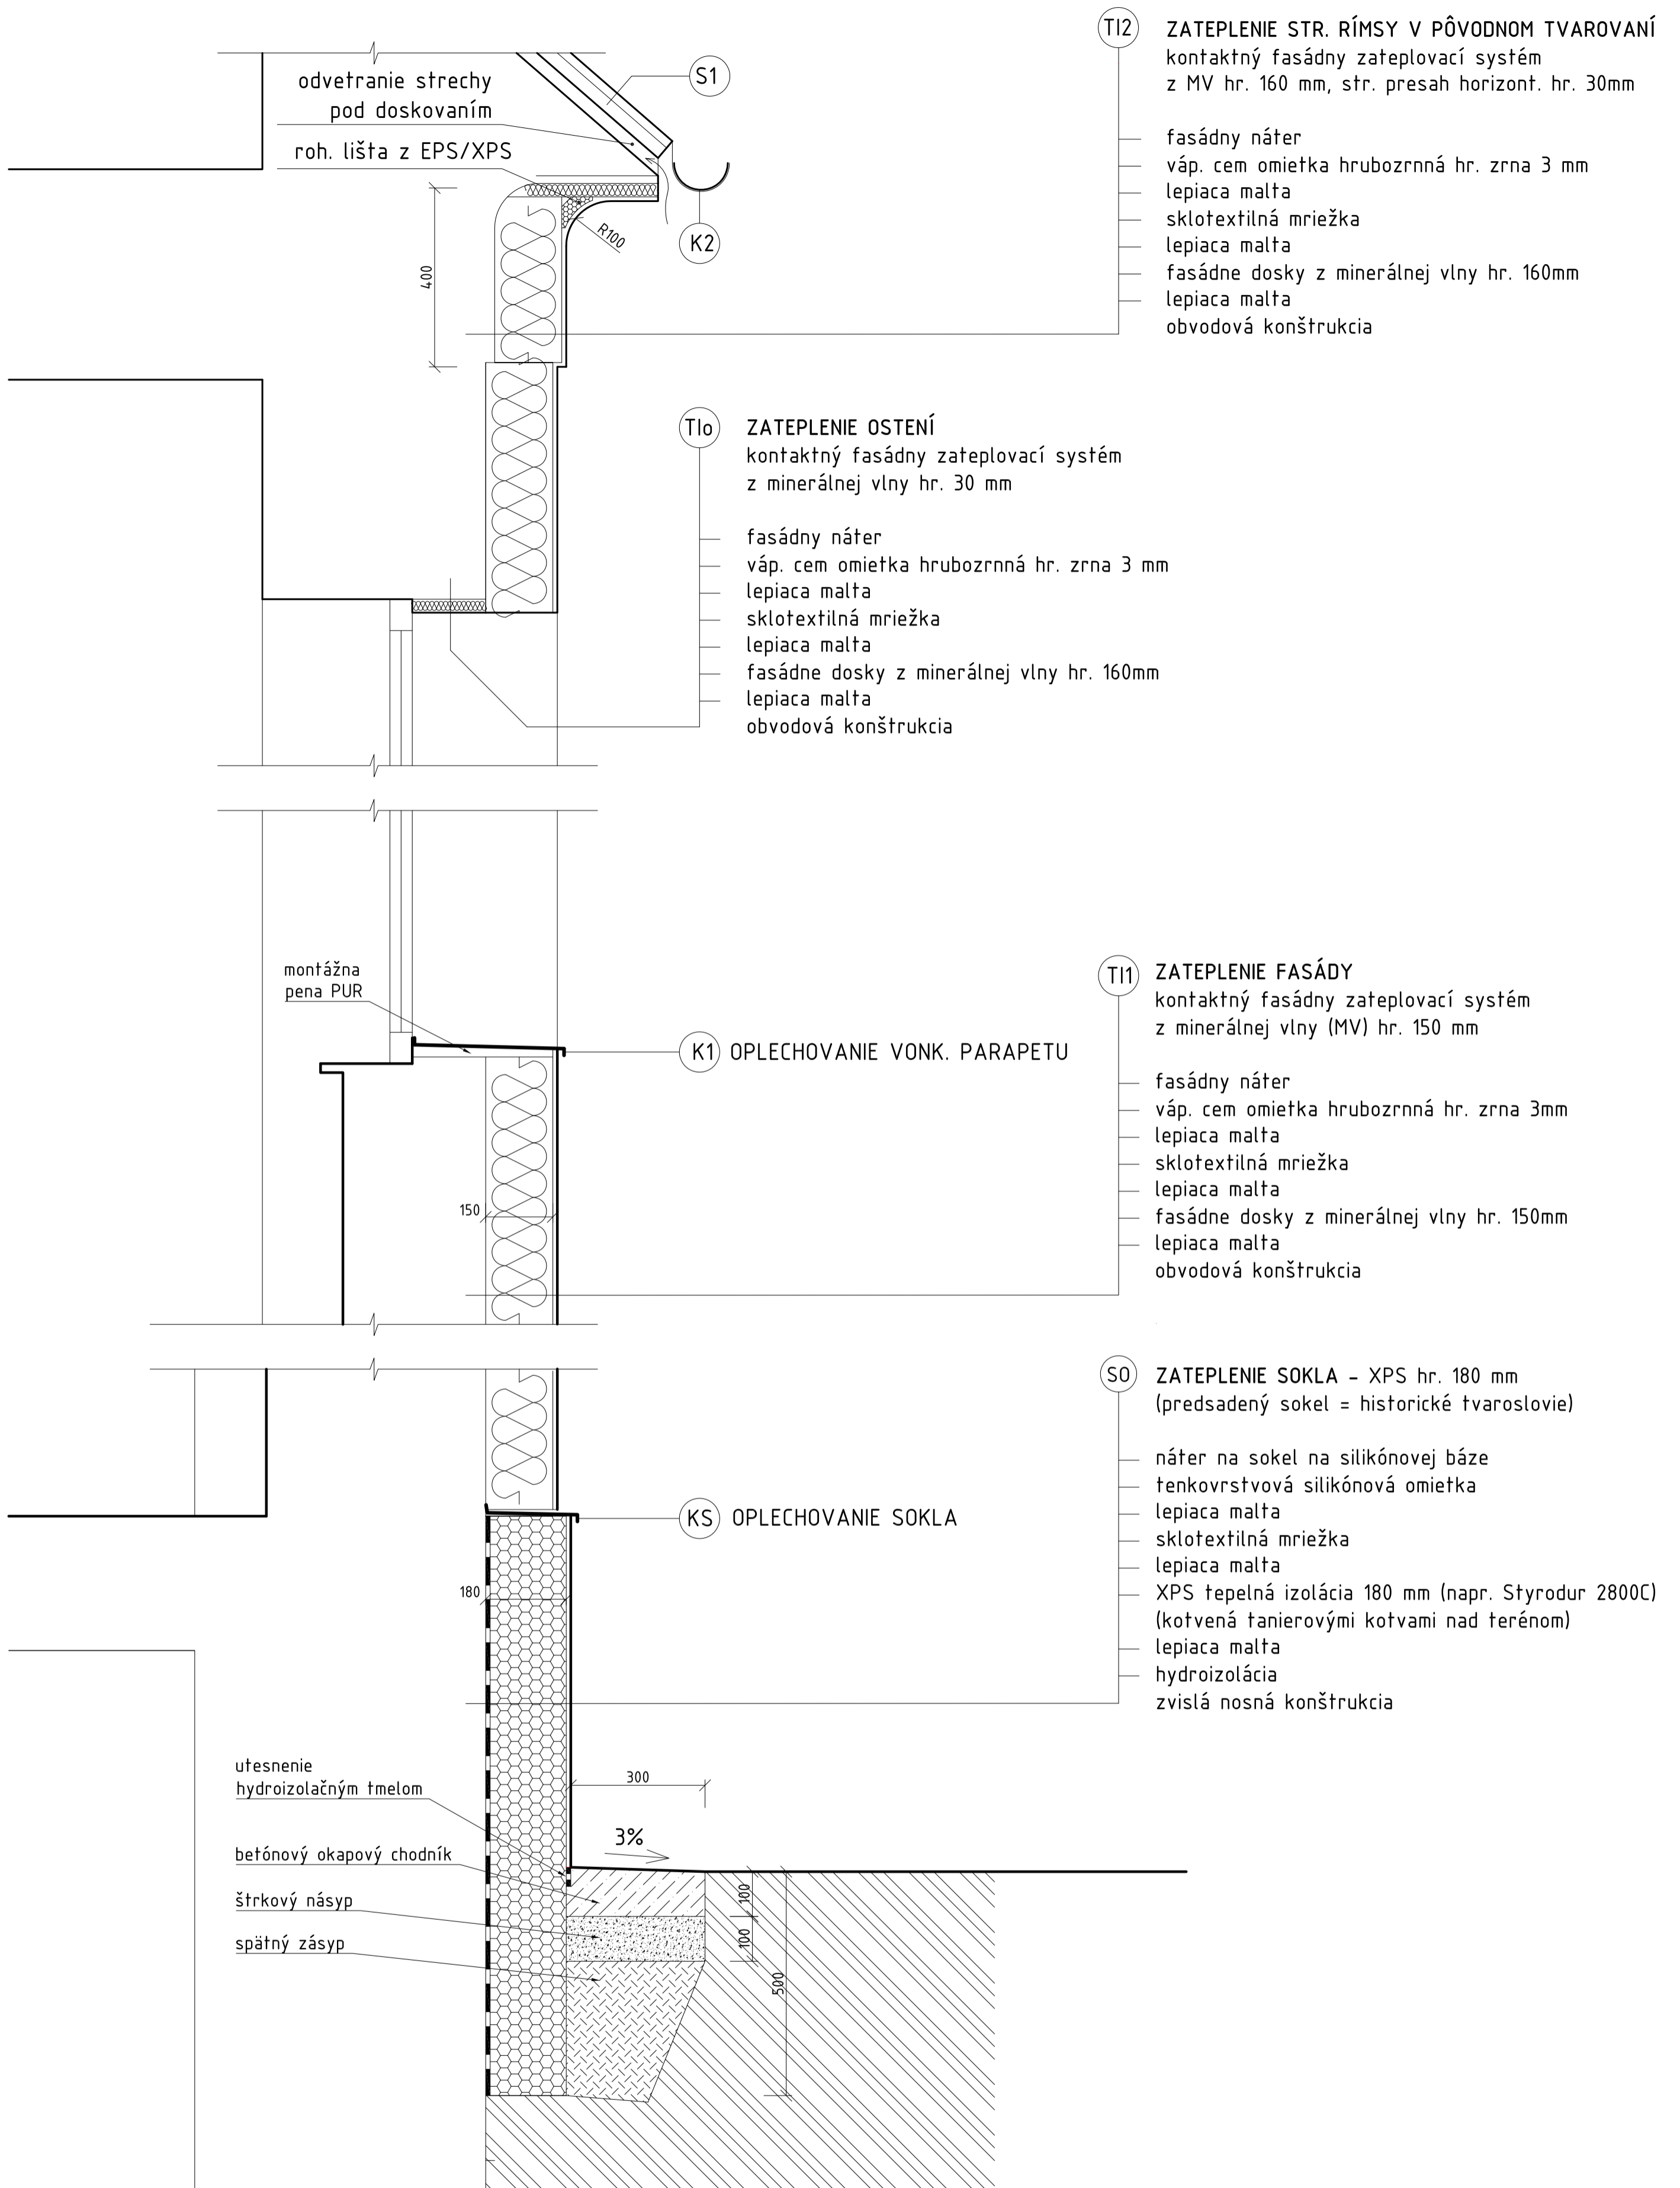 TI2
ZATEPLENIE STR. RÍMSY V PÔVODNOM TVAROVANÍ
kontaktný fasádny zateplovací systém
z MV hr. 160 mm, str. presah horizont. hr. 30mm
fasádny náter
váp. cem omietka hrubozrnná hr. zrna 3 mm
lepiaca malta
sklotextilná mriežka
lepiaca malta
fasádne dosky z minerálnej vlny hr. 160mm
lepiaca malta
obvodová konštrukcia
S1
odvetranie strechy
pod doskovaním
roh. lišta z EPS/XPS
K2
R100
400
TIo
ZATEPLENIE OSTENÍ
kontaktný fasádny zateplovací systém
z minerálnej vlny hr. 30 mm
fasádny náter
váp. cem omietka hrubozrnná hr. zrna 3 mm
lepiaca malta
sklotextilná mriežka
lepiaca malta
fasádne dosky z minerálnej vlny hr. 160mm
lepiaca malta
obvodová konštrukcia
montážna
pena PUR
K1 OPLECHOVANIE VONK. PARAPETU
TI1
ZATEPLENIE FASÁDY
kontaktný fasádny zateplovací systém
z minerálnej vlny (MV) hr. 150 mm
fasádny náter
váp. cem omietka hrubozrnná hr. zrna 3mm
lepiaca malta
sklotextilná mriežka
lepiaca malta
fasádne dosky z minerálnej vlny hr. 150mm
lepiaca malta
obvodová konštrukcia
150
SO
ZATEPLENIE SOKLA - XPS hr. 180 mm
(predsadený sokel = historické tvaroslovie)
náter na sokel na silikónovej báze
tenkovrstvová silikónová omietka
lepiaca malta
sklotextilná mriežka
lepiaca malta
XPS tepelná izolácia 180 mm (napr. Styrodur 2800C)
(kotvená tanierovými kotvami nad terénom)
lepiaca malta
hydroizolácia
zvislá nosná konštrukcia
KS OPLECHOVANIE SOKLA
180
utesnenie
hydroizolačným tmelom
300
3%
betónový okapový chodník
štrkový násyp
spätný zásyp
100
100
500